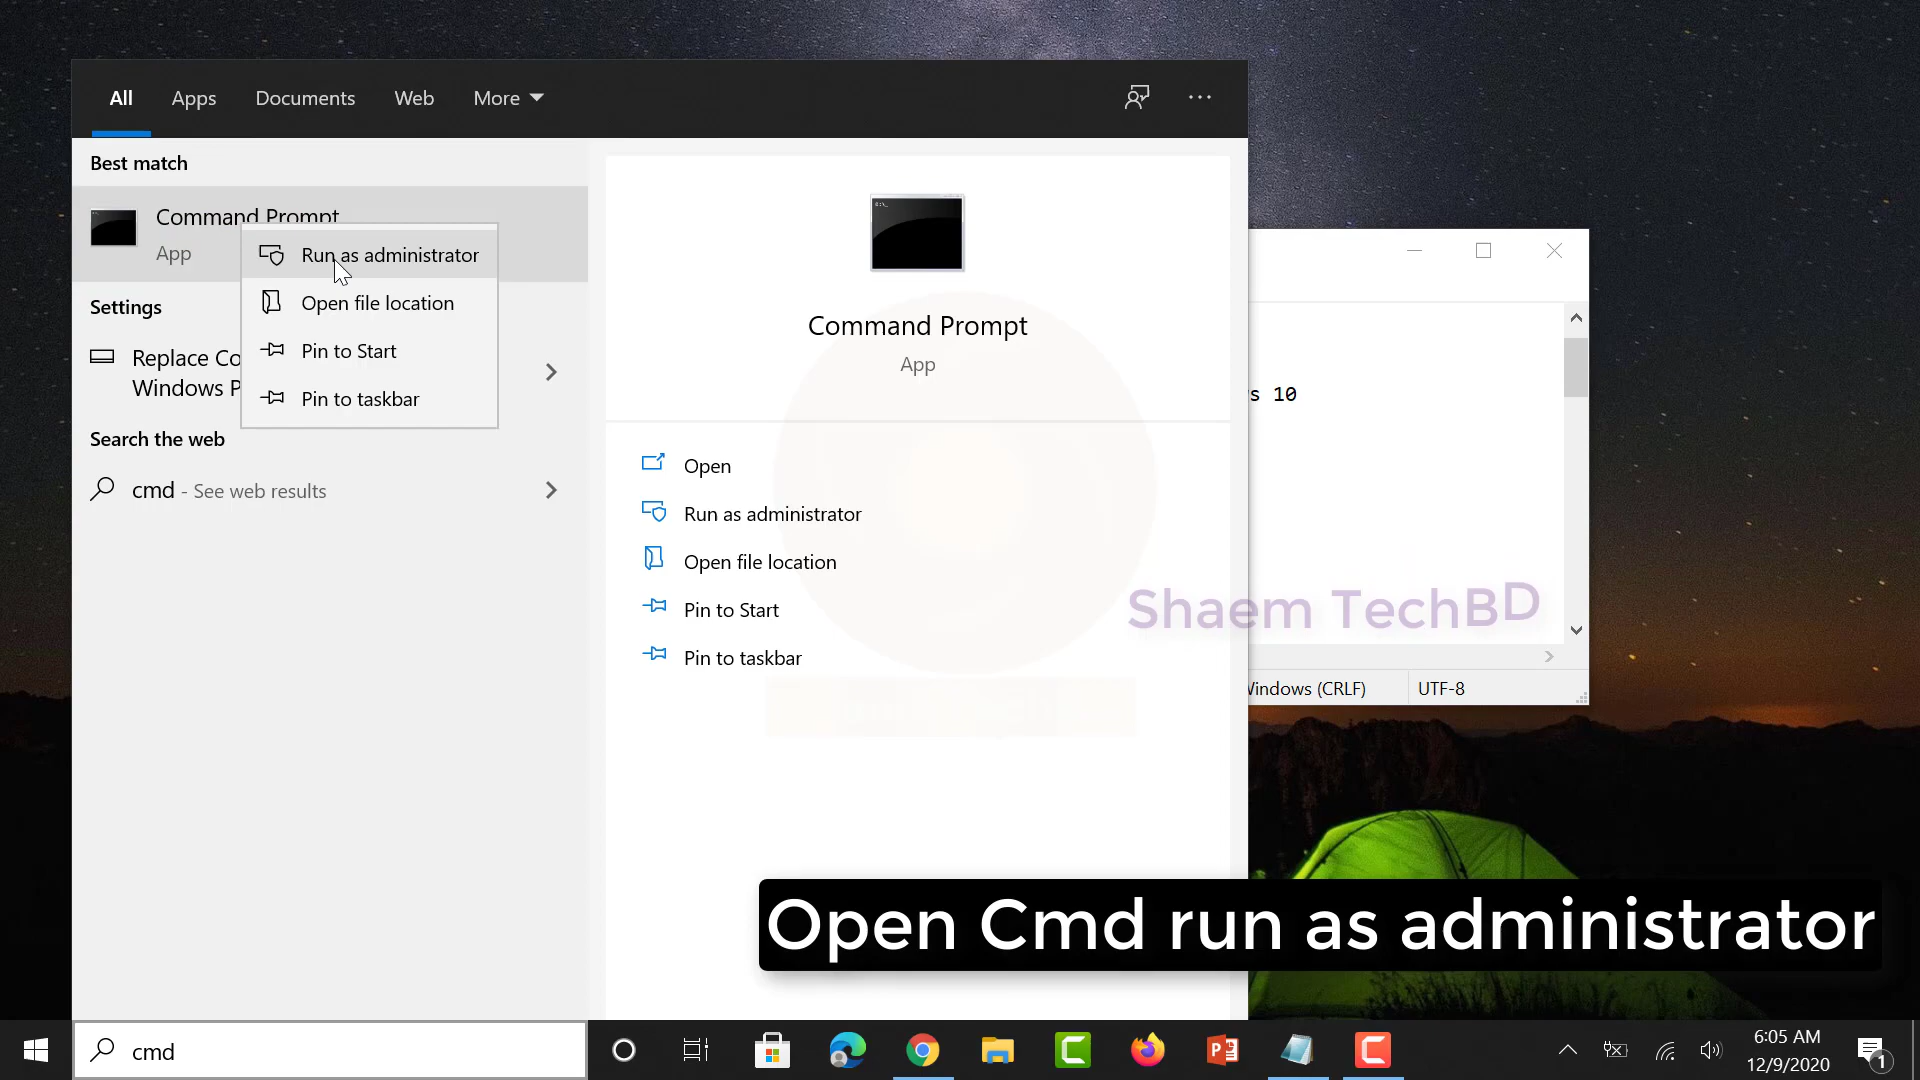 All Apps Documents Web More
Best match
Command Prompt
App
Run as administrator
Open file location
Pin to Start
Pin to taskbar
Settings
Replace Co
Windows P
Search the web
cmd - See web results
Command Prompt
App
Open
Run as administrator
Open file location
Pin to Start
Pin to taskbar
s 10
Shaem TechBD
Windows (CRLF) UTF-8
Open Cmd run as administrator
cmd
6:05 AM
12/9/2020
1